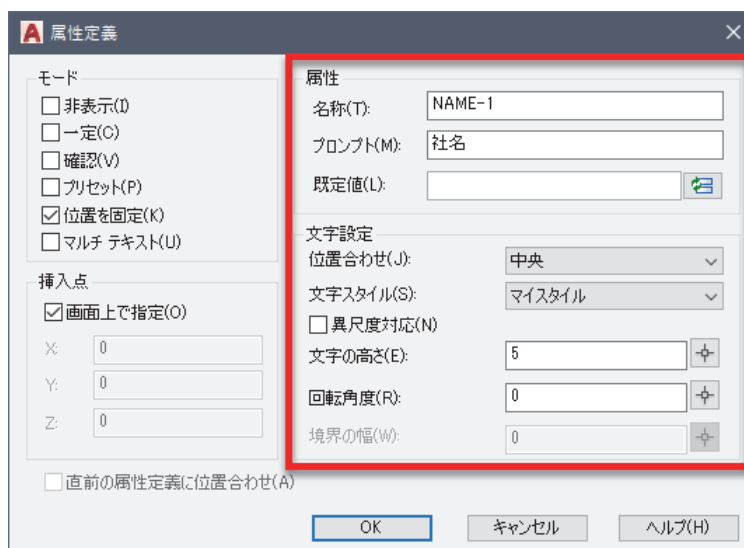 A 属性定義
モード
非表示(I)
一定(C)
確認(V)
プリセット(P)
位置を固定(K)
マルチ テキスト(U)
挿入点
画面上で指定(O)
X: 0
Y: 0
Z: 0
直前の属性定義に位置合わせ(A)
属性
名称(T): NAME-1
プロンプト(M): 社名
既定値(L):
文字設定
位置合わせ(J): 中央
文字スタイル(S): マイスタイル
異尺度対応(N)
文字の高さ(E): 5
回転角度(R): 0
境界の幅(W): 0
OK キャンセル ヘルプ(H)